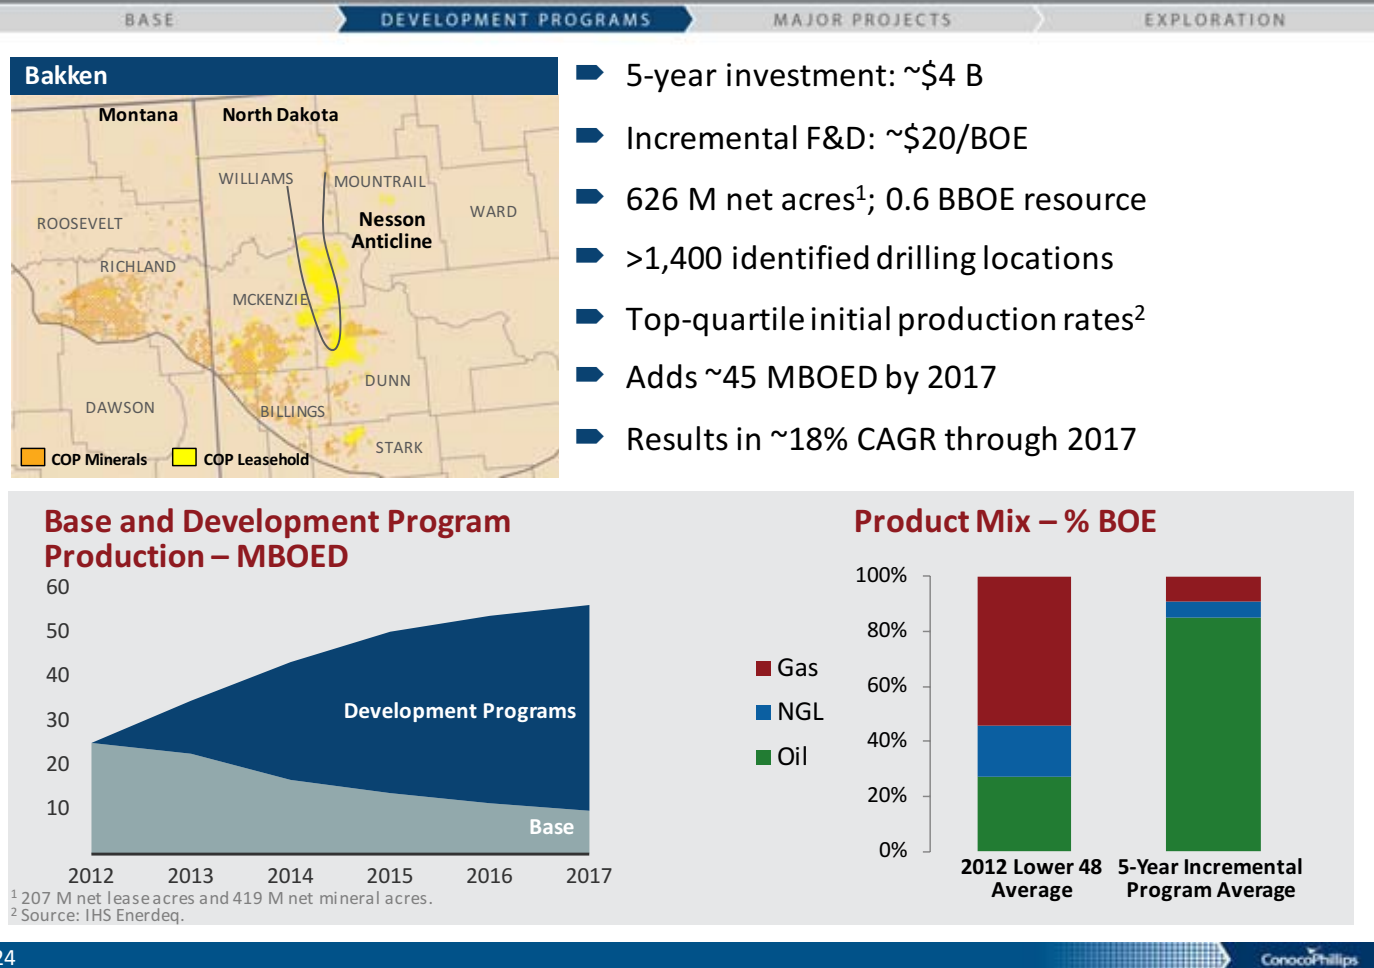 BASE
DEVELOPMENT PROGRAMS
MAJOR PROJECTS
EXPLORATION
Bakken
Montana
North Dakota
WILLIAMS
MOUNTRAIL
WARD
ROOSEVELT
Nesson
Anticline
RICHLAND
MCKENZIE
DUNN
DAWSON
BILLINGS
STARK
COP Minerals
COP Leasehold
5-year investment: ~$4 B
Incremental F&D: ~$20/BOE
626 M net acres1; 0.6 BBOE resource
>1,400 identified drilling locations
Top-quartile initial production rates2
Adds ~45 MBOED by 2017
Results in ~18% CAGR through 2017
Base and Development Program
Production – MBOED
60
50
40
30
20
10
Development Programs
Base
2012 2013 2014 2015 2016 2017
1 207 M net lease acres and 419 M net mineral acres.
2 Source: IHS Enerdeq.
Product Mix – % BOE
Gas
NGL
Oil
100%
80%
60%
40%
20%
0%
2012 Lower 48
Average
5-Year Incremental
Program Average
24
ConocoPhillips